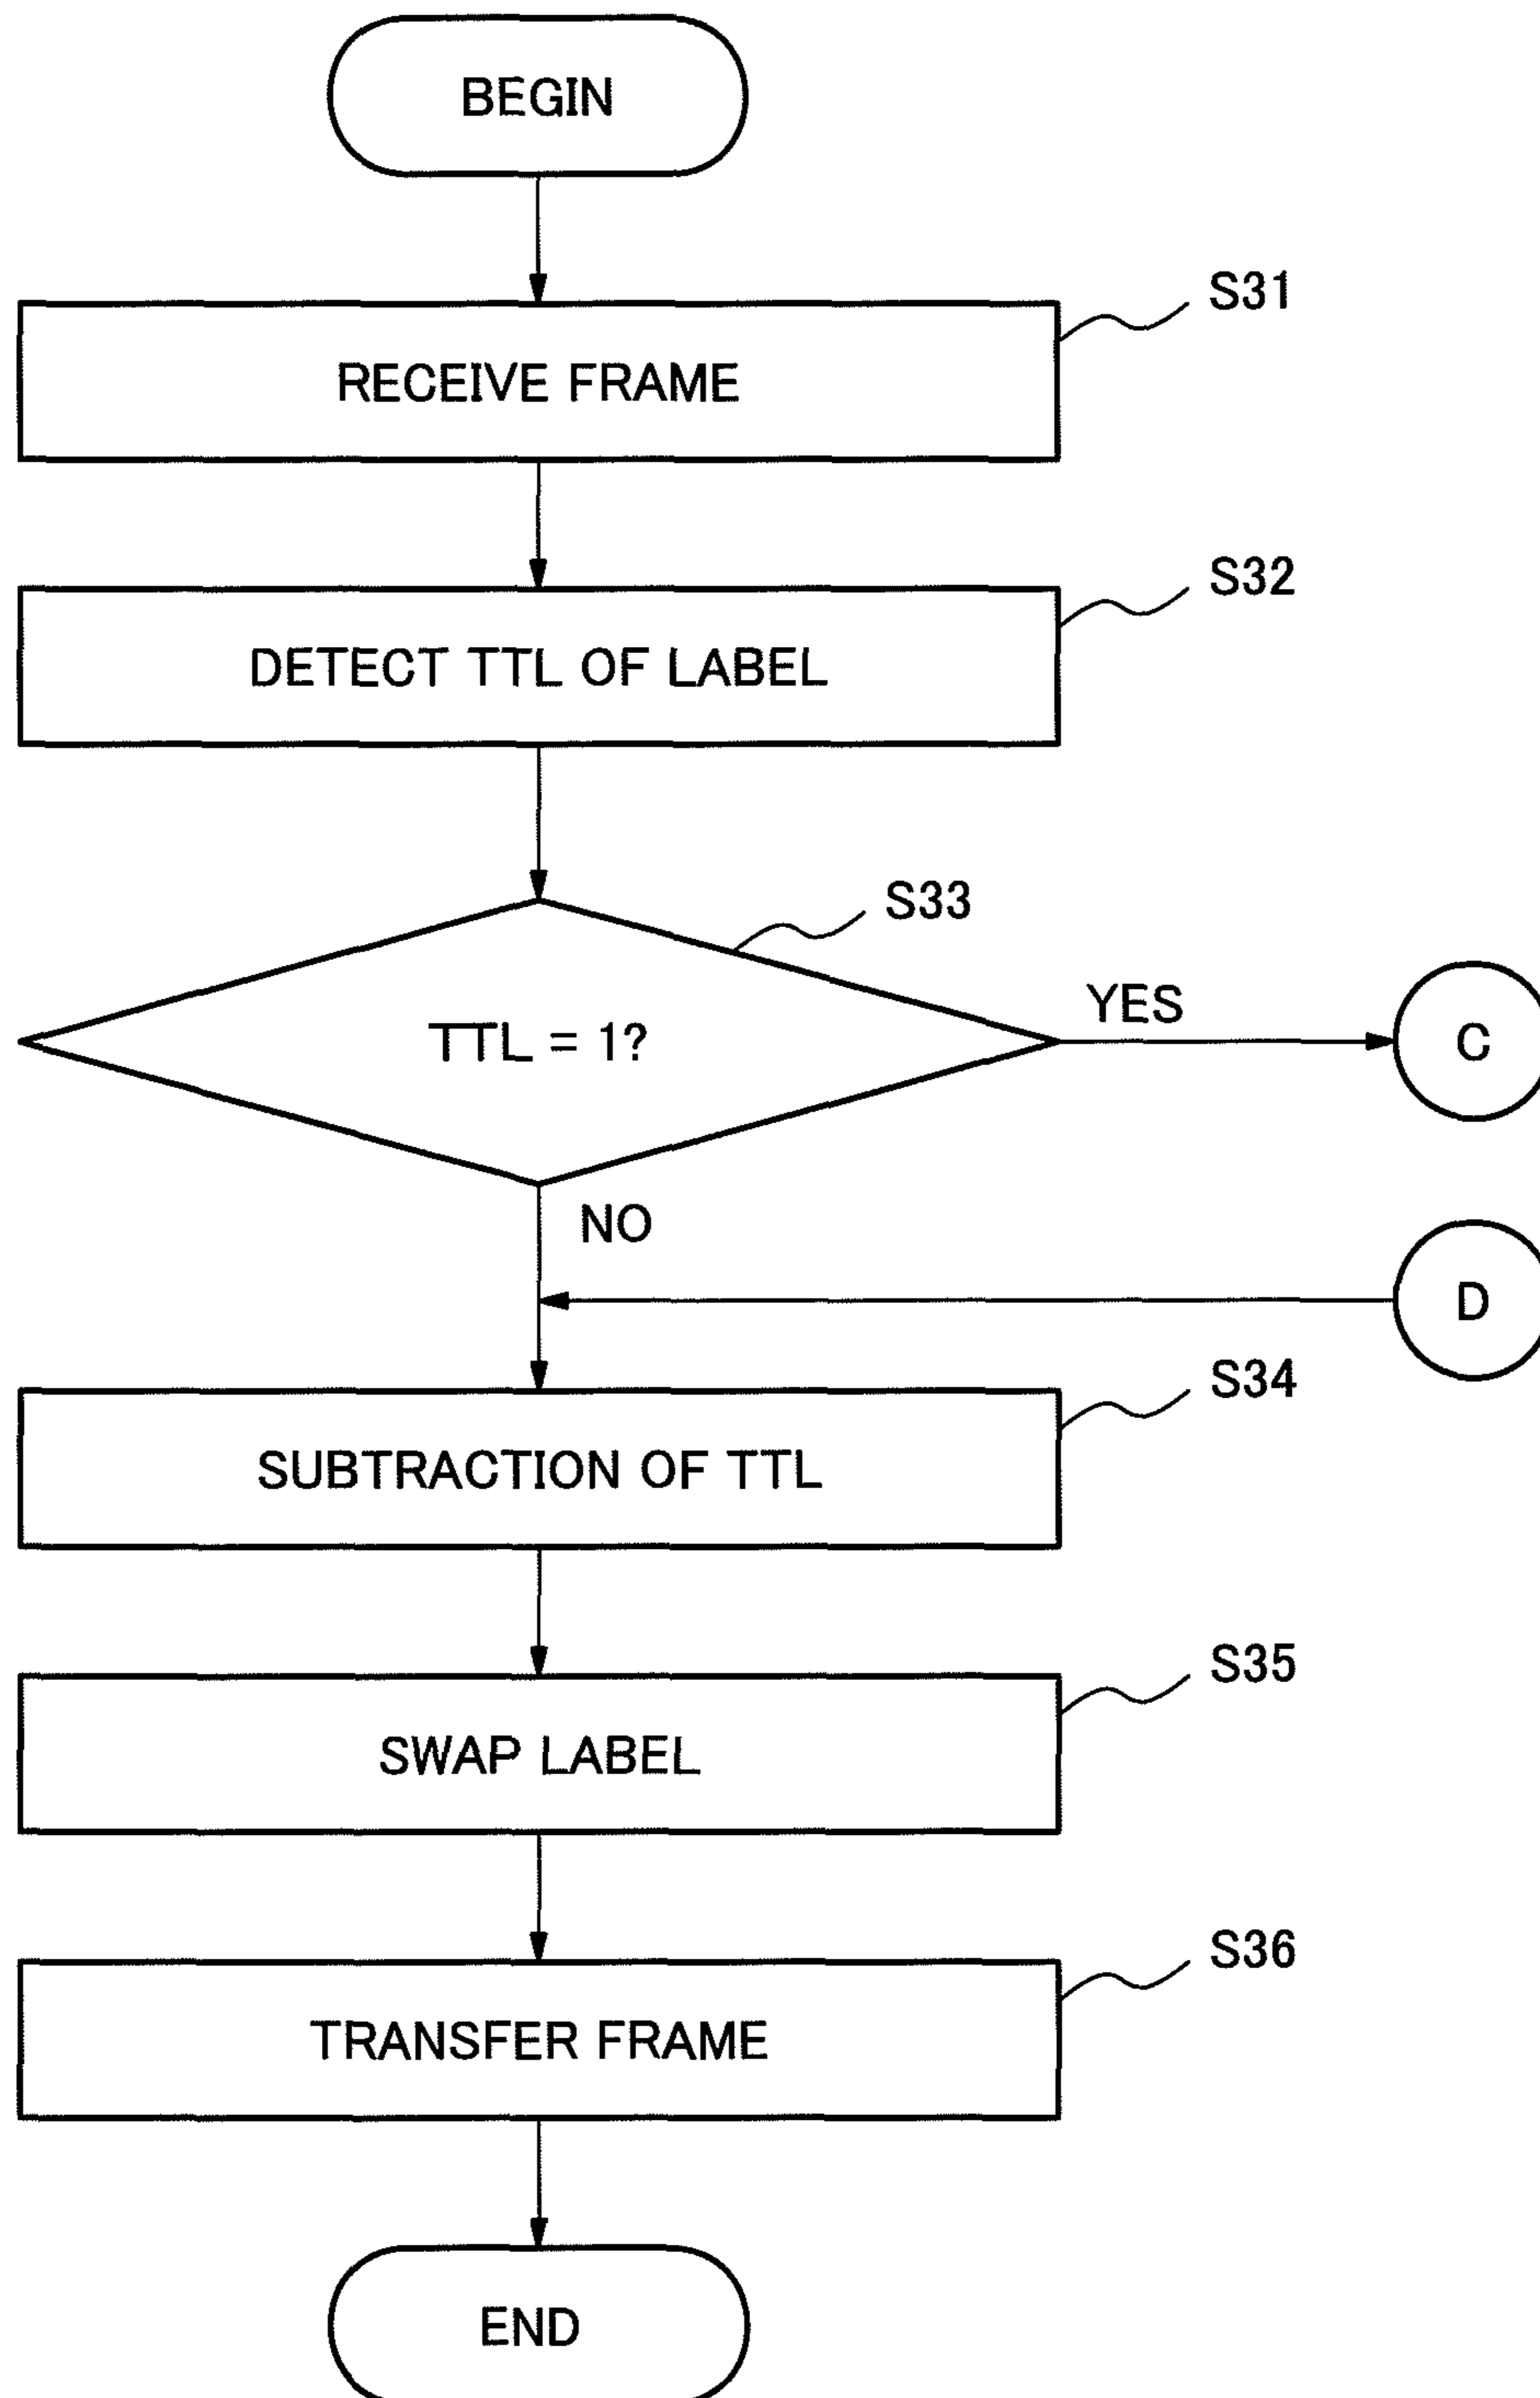 BEGIN
S31
RECEIVE FRAME
S32
DETECT TTL OF LABEL
S33
TTL = 1?
YES
C
NO
D
S34
SUBTRACTION OF TTL
S35
SWAP LABEL
S36
TRANSFER FRAME
END